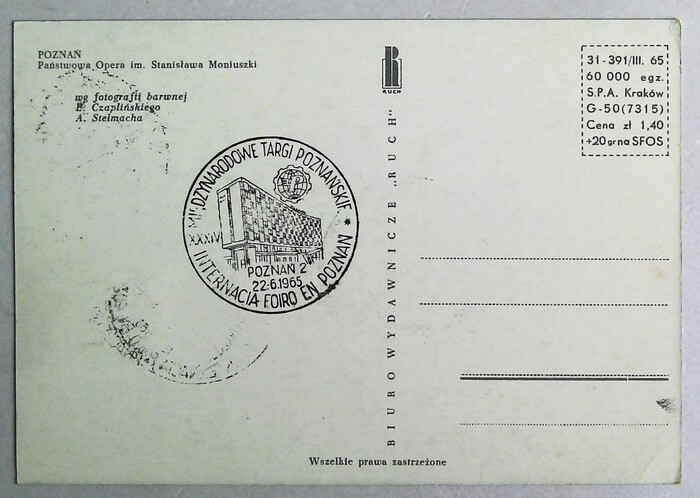 POZNAŃ
Państwowa Opera im. Stanisława Moniuszki
wg fotografii barwnej
E. Czaplińskiego
A. Stelmacha
MIĘDZYNARODOWE TARGI POZNAŃSKIE *
XXXIV
POZNAŃ 2
22.6.1965
INTERNACIA FOIRO EN POZNAŃ
RUCH
BIURO WYDAWNICZE „RUCH”
31-391/III. 65
60 000 egz.
S.P.A. Kraków
G-50(7315)
Cena zł 1,40
+20 gr na SFOS
Wszelkie prawa zastrzeżone